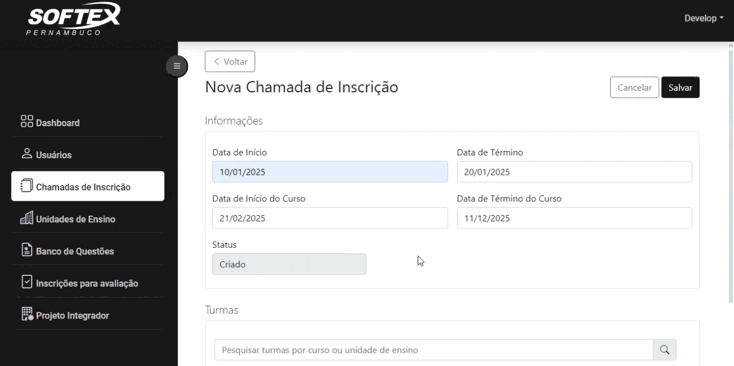 SOFTEX
PERNAMBUCO
Develop
Voltar
Nova Chamada de Inscrição
Cancelar
Salvar
Dashboard
Usuários
Chamadas de Inscrição
Unidades de Ensino
Banco de Questões
Inscrições para avaliação
Projeto Integrador
Informações
Data de Início
Data de Término
10/01/2025
20/01/2025
Data de Início do Curso
Data de Término do Curso
21/02/2025
11/12/2025
Status
Criado
Turmas
Pesquisar turmas por curso ou unidade de ensino